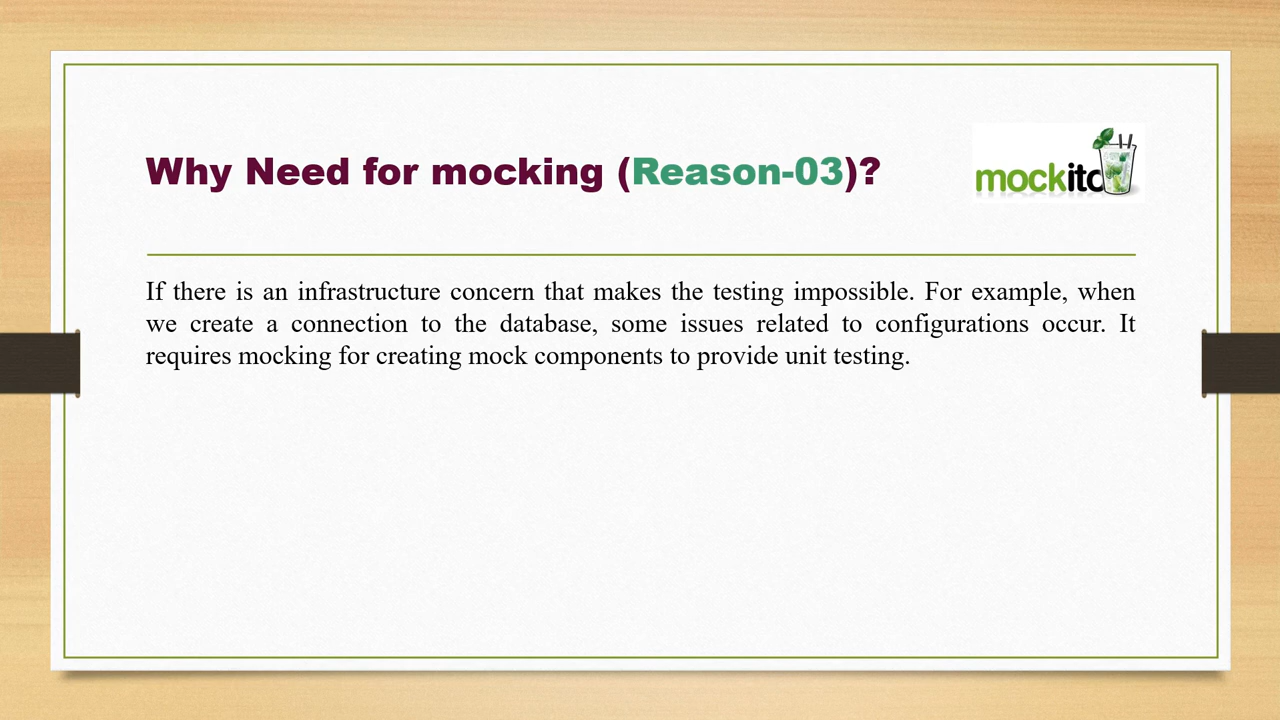 Why Need for mocking (Reason-03)?
mockito
If there is an infrastructure concern that makes the testing impossible. For example, when
we create a connection to the database, some issues related to configurations occur. It
requires mocking for creating mock components to provide unit testing.